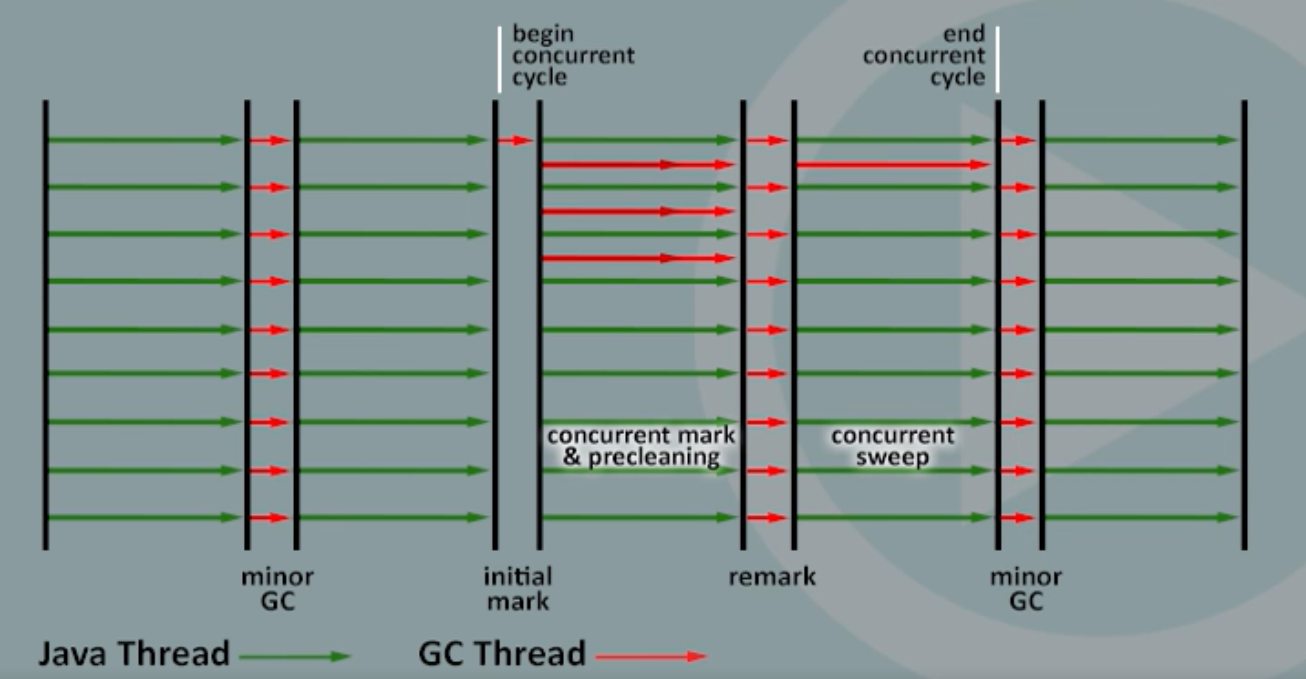 begin
concurrent
cycle
end
concurrent
cycle
concurrent mark
& precleaning
concurrent
sweep
minor
GC
initial
mark
remark
minor
GC
Java Thread
GC Thread